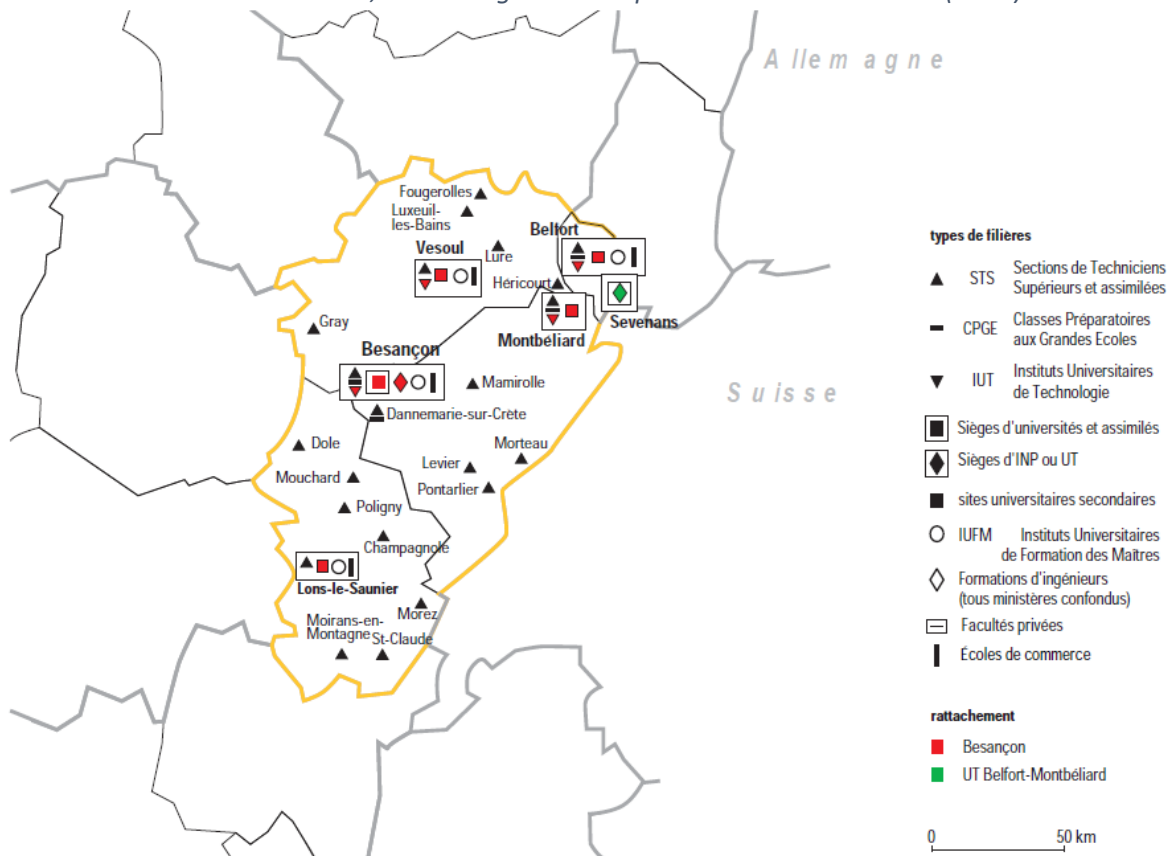 Allemagne
Fougerolles
Luxeuil-
les-Bains
Belfort
Vesoul
Lure
Héricourt
Sevenans
Gray
Montbéliard
Besançon
Mamirolle
Suisse
Dannemarie-sur-Crète
Dole
Morteau
Levier
Mouchard
Pontarlier
Poligny
Champagnole
Lons-le-Saunier
Morez
Moirans-en-
Montagne
St-Claude
types de filières
STS Sections de Techniciens
Supérieurs et assimilées
CPGE Classes Préparatoires
aux Grandes Ecoles
IUT Instituts Universitaires
de Technologie
Sièges d'universités et assimilés
Sièges d'INP ou UT
sites universitaires secondaires
IUFM Instituts Universitaires
de Formation des Maîtres
Formations d'ingénieurs
(tous ministères confondus)
Facultés privées
Écoles de commerce
rattachement
Besançon
UT Belfort-Montbéliard
0 50 km